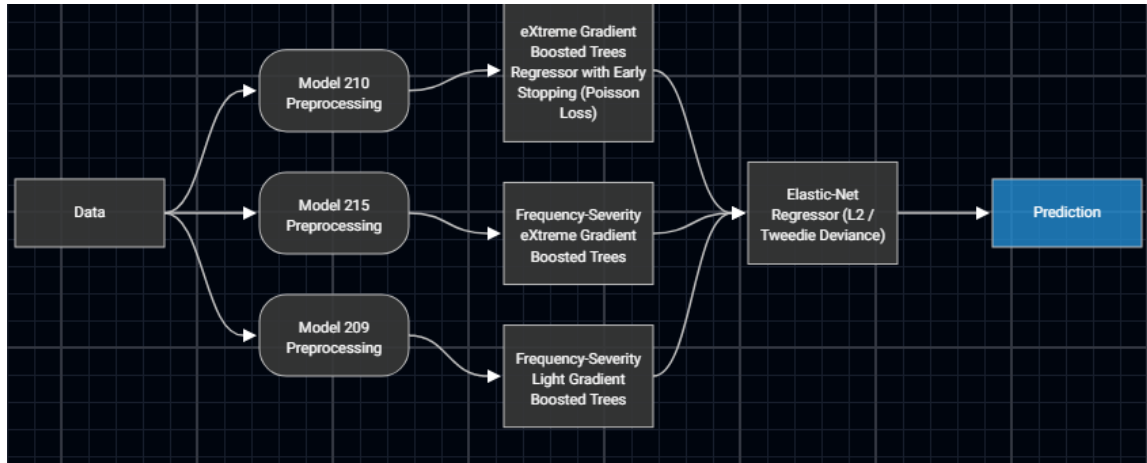 eXtreme Gradient
Boosted Trees
Regressor with Early
Stopping (Poisson
Loss)
Model 210
Preprocessing
Data
Model 215
Preprocessing
Frequency-Severity
eXtreme Gradient
Boosted Trees
Elastic-Net
Regressor (L2 /
Tweedie Deviance)
Prediction
Model 209
Preprocessing
Frequency-Severity
Light Gradient
Boosted Trees